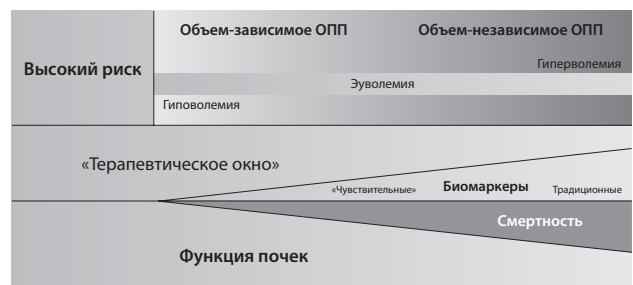 Объем-зависимое ОПП
Объем-независимое ОПП
Высокий риск
Гиперволемия
Эуволемия
Гиповолемия
«Терапевтическое окно»
«Чувствительные»
Биомаркеры
Традиционные
Смертность
Функция почек